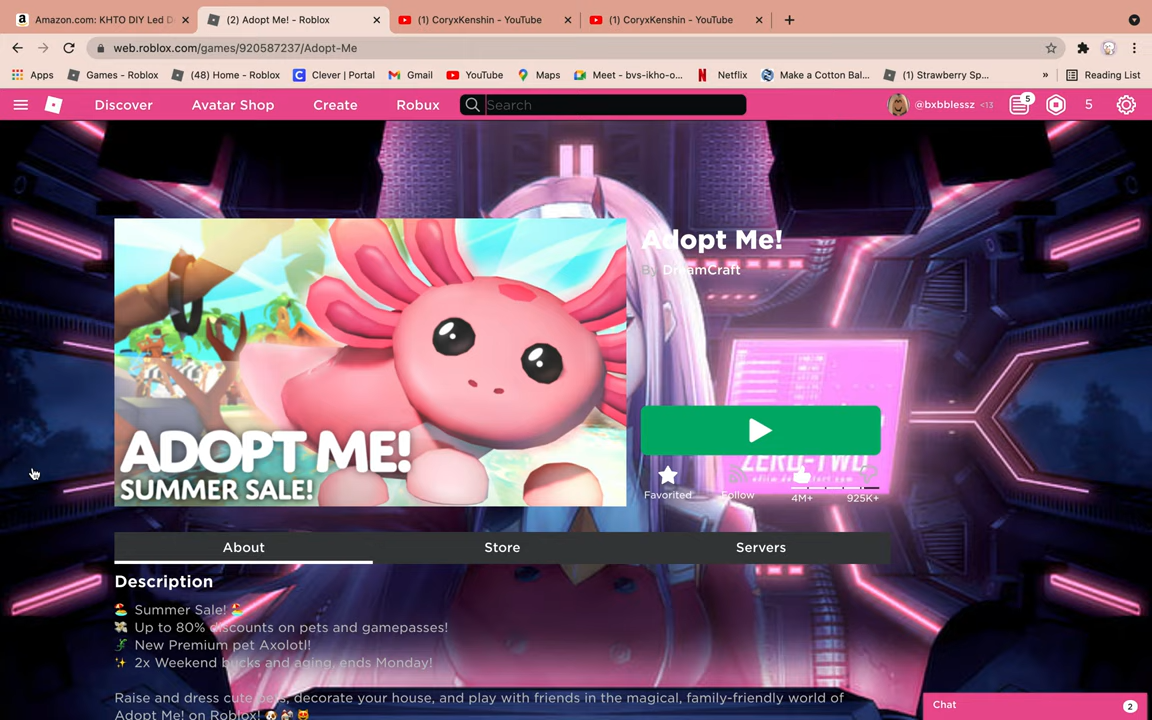 Amazon.com: KHTO DIY Led D
(2) Adopt Me! - Roblox
(1) CoryxKenshin - YouTube
(1) CoryxKenshin - YouTube
web.roblox.com/games/920587237/Adopt-Me
Apps
Games - Roblox
(48) Home - Roblox
Clever | Portal
Gmail
YouTube
Maps
Meet - bvs-ikho-o...
Netflix
Make a Cotton Bal...
(1) Strawberry Sp...
»
Reading List
Discover
Avatar Shop
Create
Robux
Search
@bxbblessz <13
5
5
ADOPT ME!
SUMMER SALE!
Adopt Me!
By DreamCraft
ZERO-TWO
Favorited
Follow
4M+
925K+
About
Store
Servers
Description
🏖️ Summer Sale! 🏖️
💸 Up to 80% discounts on pets and gamepasses!
🦎 New Premium pet Axolotl!
✨ 2x Weekend bucks and aging, ends Monday!
Raise and dress cute pets, decorate your house, and play with friends in the magical, family-friendly world of
Adopt Me! on Roblox!
Chat
2